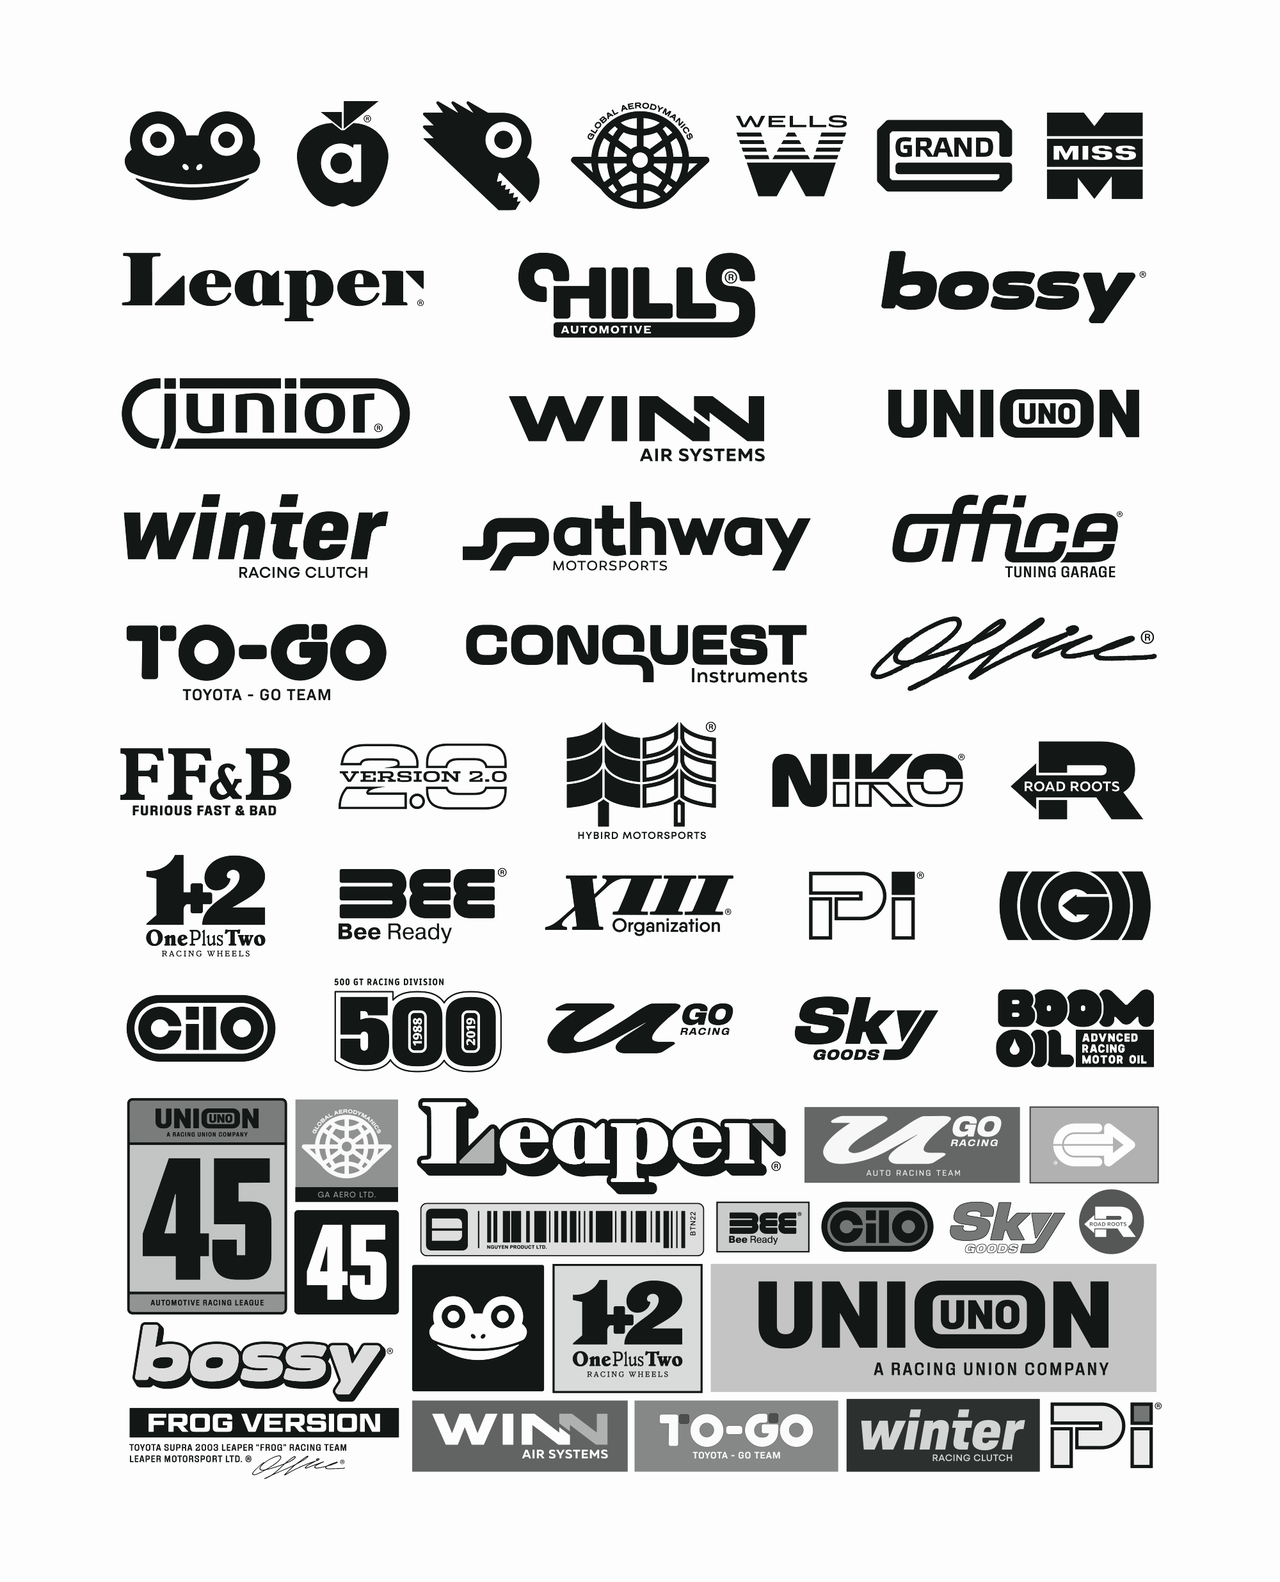 a ®
GLOBAL AERODYMANICS
WELLS
W
GRAND
G
MISS
M
Leaper ®
CHILLS ®
AUTOMOTIVE
bossy ®
junior ®
WINN
AIR SYSTEMS
UNION
UNO
winter
RACING CLUTCH
Pathway
MOTORSPORTS
office ®
TUNING GARAGE
TO-GO
TOYOTA - GO TEAM
CONQUEST
Instruments
Office ®
FF&B
FURIOUS FAST & BAD
2.0
VERSION 2.0
®
HYBIRD MOTORSPORTS
NIKO ®
R
ROAD ROOTS
1+2
OnePlusTwo
RACING WHEELS
BEE ®
Bee Ready
XIII ®
Organization
Pi ®
G
Cilo
500 GT RACING DIVISION
500
1988
2019
U GO
RACING
Sky
GOODS
BOOM
OIL
ADVNCED
RACING
MOTOR OIL
UNION
UNO
A RACING UNION COMPANY
45
AUTOMOTIVE RACING LEAGUE
GLOBAL AERODYMANICS
GA AERO LTD.
45
Leaper ®
U GO
RACING
AUTO RACING TEAM
®
B
NGUYEN PRODUCT LTD.
BTN22
BEE ®
Bee Ready
Cilo
Sky
GOODS
R
ROAD ROOTS
1+2
OnePlusTwo
RACING WHEELS
UNION
UNO
A RACING UNION COMPANY
bossy ®
FROG VERSION
TOYOTA SUPRA 2003 LEAPER "FROG" RACING TEAM
LEAPER MOTORSPORT LTD. ® Office ®
WINN
AIR SYSTEMS
TO-GO
TOYOTA - GO TEAM
winter
RACING CLUTCH
Pi ®